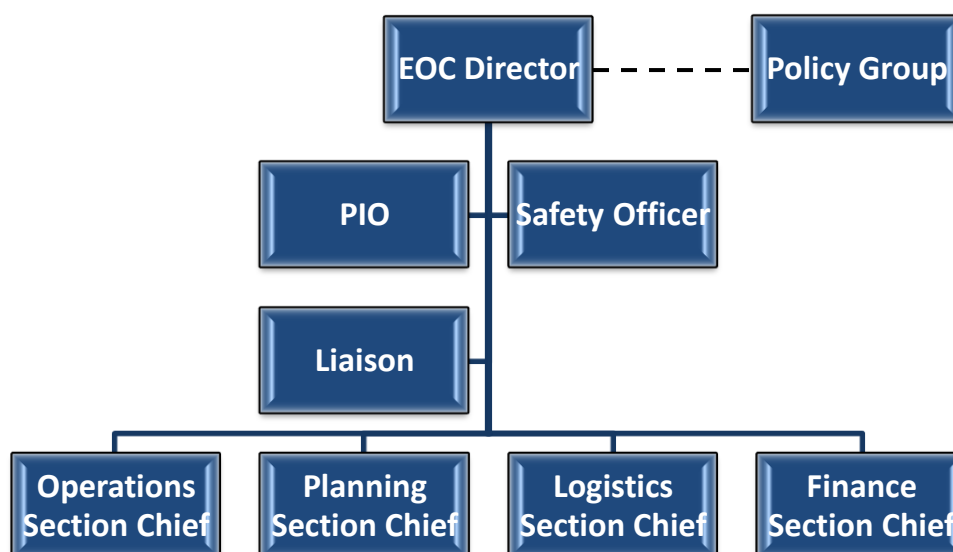 EOC Director
Policy Group
PIO
Safety Officer
Liaison
Operations
Section Chief
Planning
Section Chief
Logistics
Section Chief
Finance
Section Chief